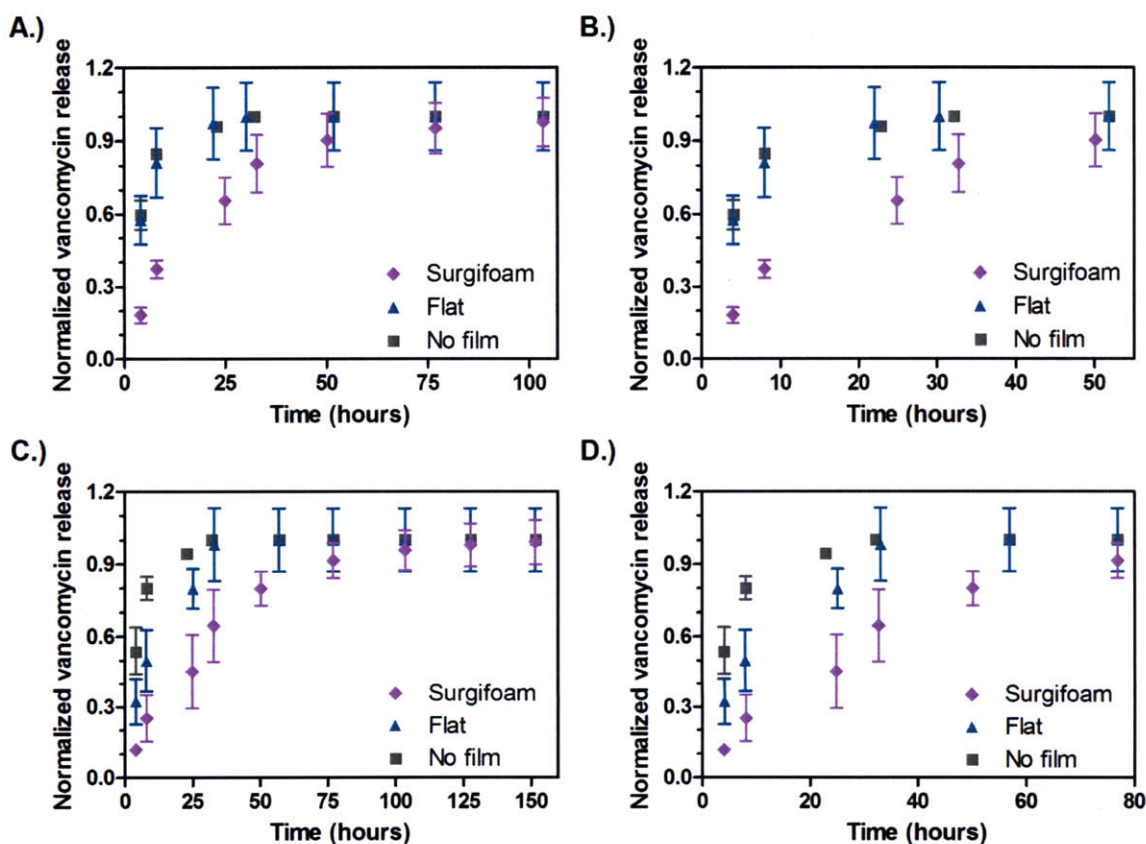 A.)
Normalized vancomycin release
1.2
0.9
0.6
0.3
0.0
Surgifoam
Flat
No film
0 25 50 75 100
Time (hours)
B.)
Normalized vancomycin release
1.2
0.9
0.6
0.3
0.0
Surgifoam
Flat
No film
0 10 20 30 40 50
Time (hours)
C.)
Normalized vancomycin release
1.2
0.9
0.6
0.3
0.0
Surgifoam
Flat
No film
0 25 50 75 100 125 150
Time (hours)
D.)
Normalized vancomycin release
1.2
0.9
0.6
0.3
0.0
Surgifoam
Flat
No film
0 20 40 60 80
Time (hours)